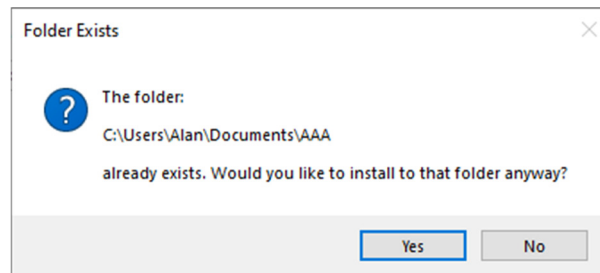 Folder Exists
The folder:
C:\Users\Alan\Documents\AAA
already exists. Would you like to install to that folder anyway?
Yes No